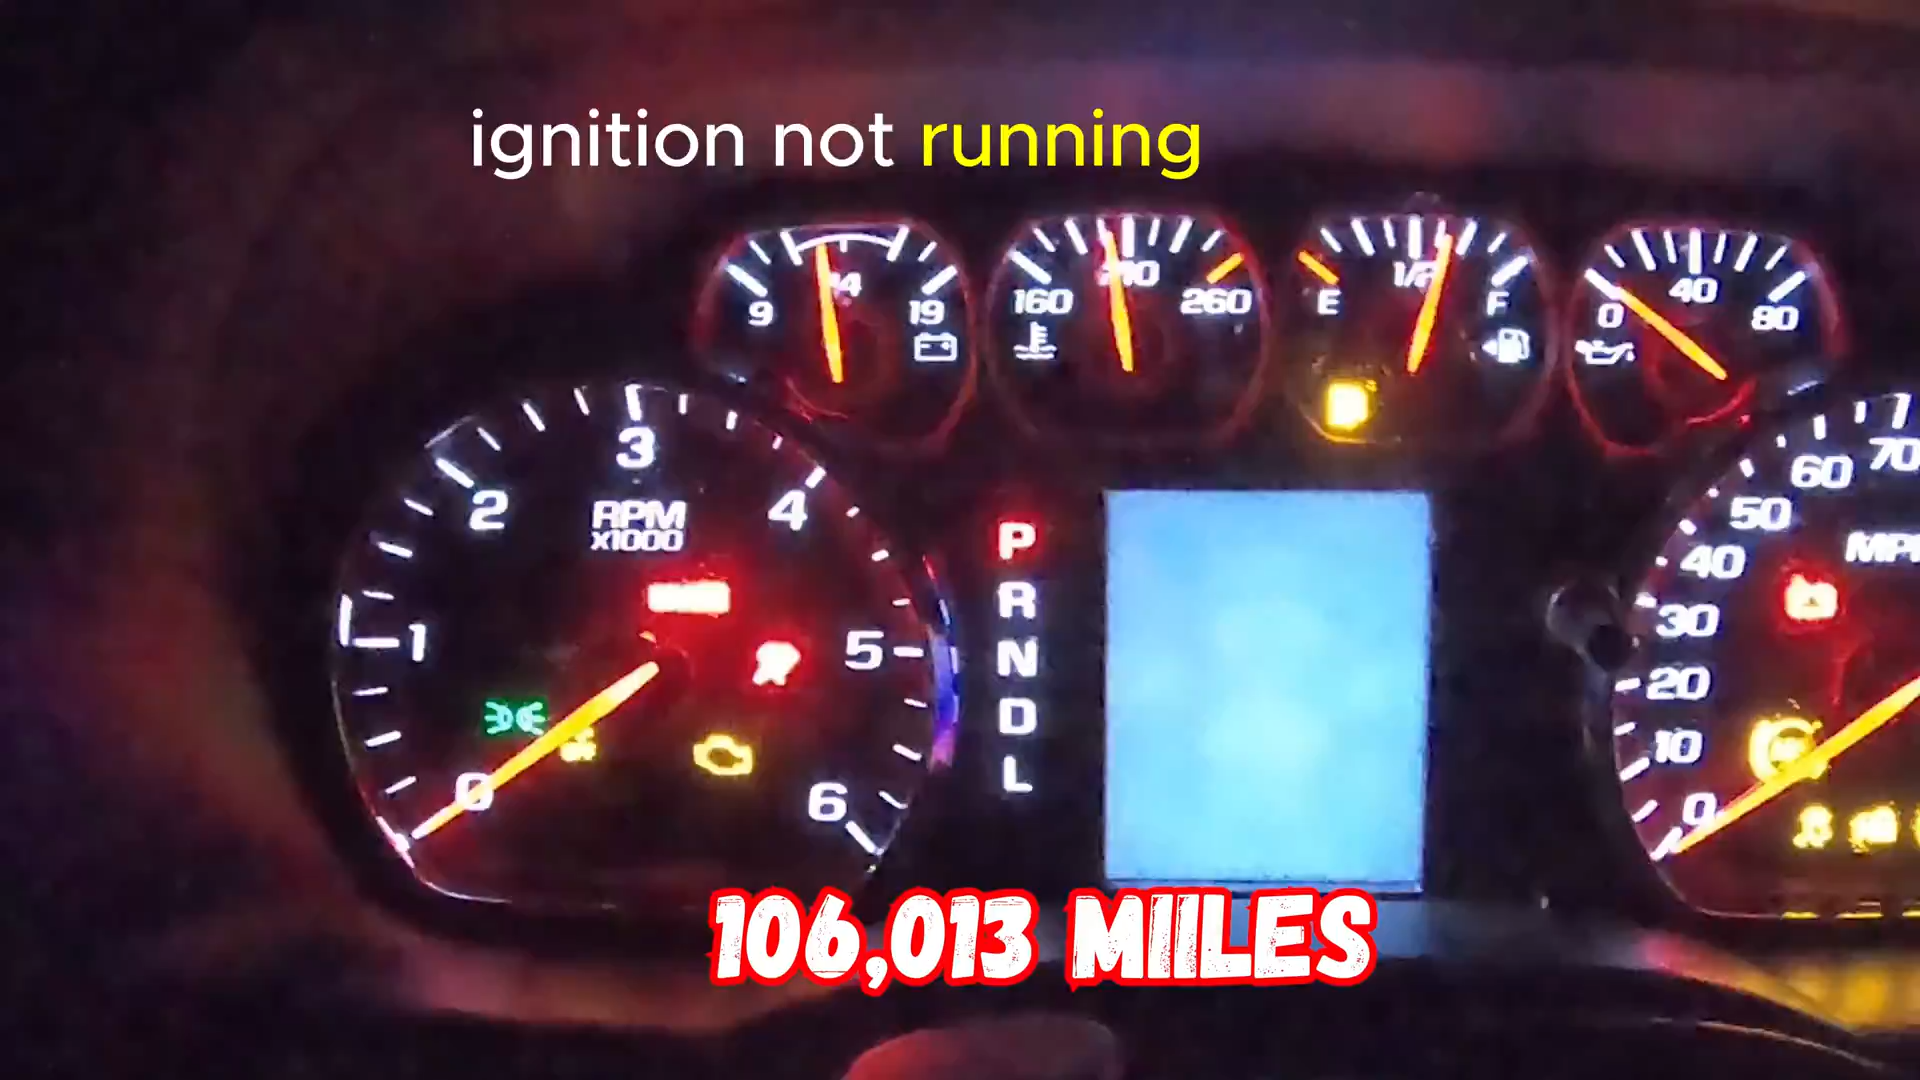 ignition not running
9 14 19
160 210 260
E 1/2 F
0 40 80
0 1 2 3 4 5 6
RPM
x1000
P
R
N
D
L
0 10 20 30 40 50 60 70
106,013 MIILES